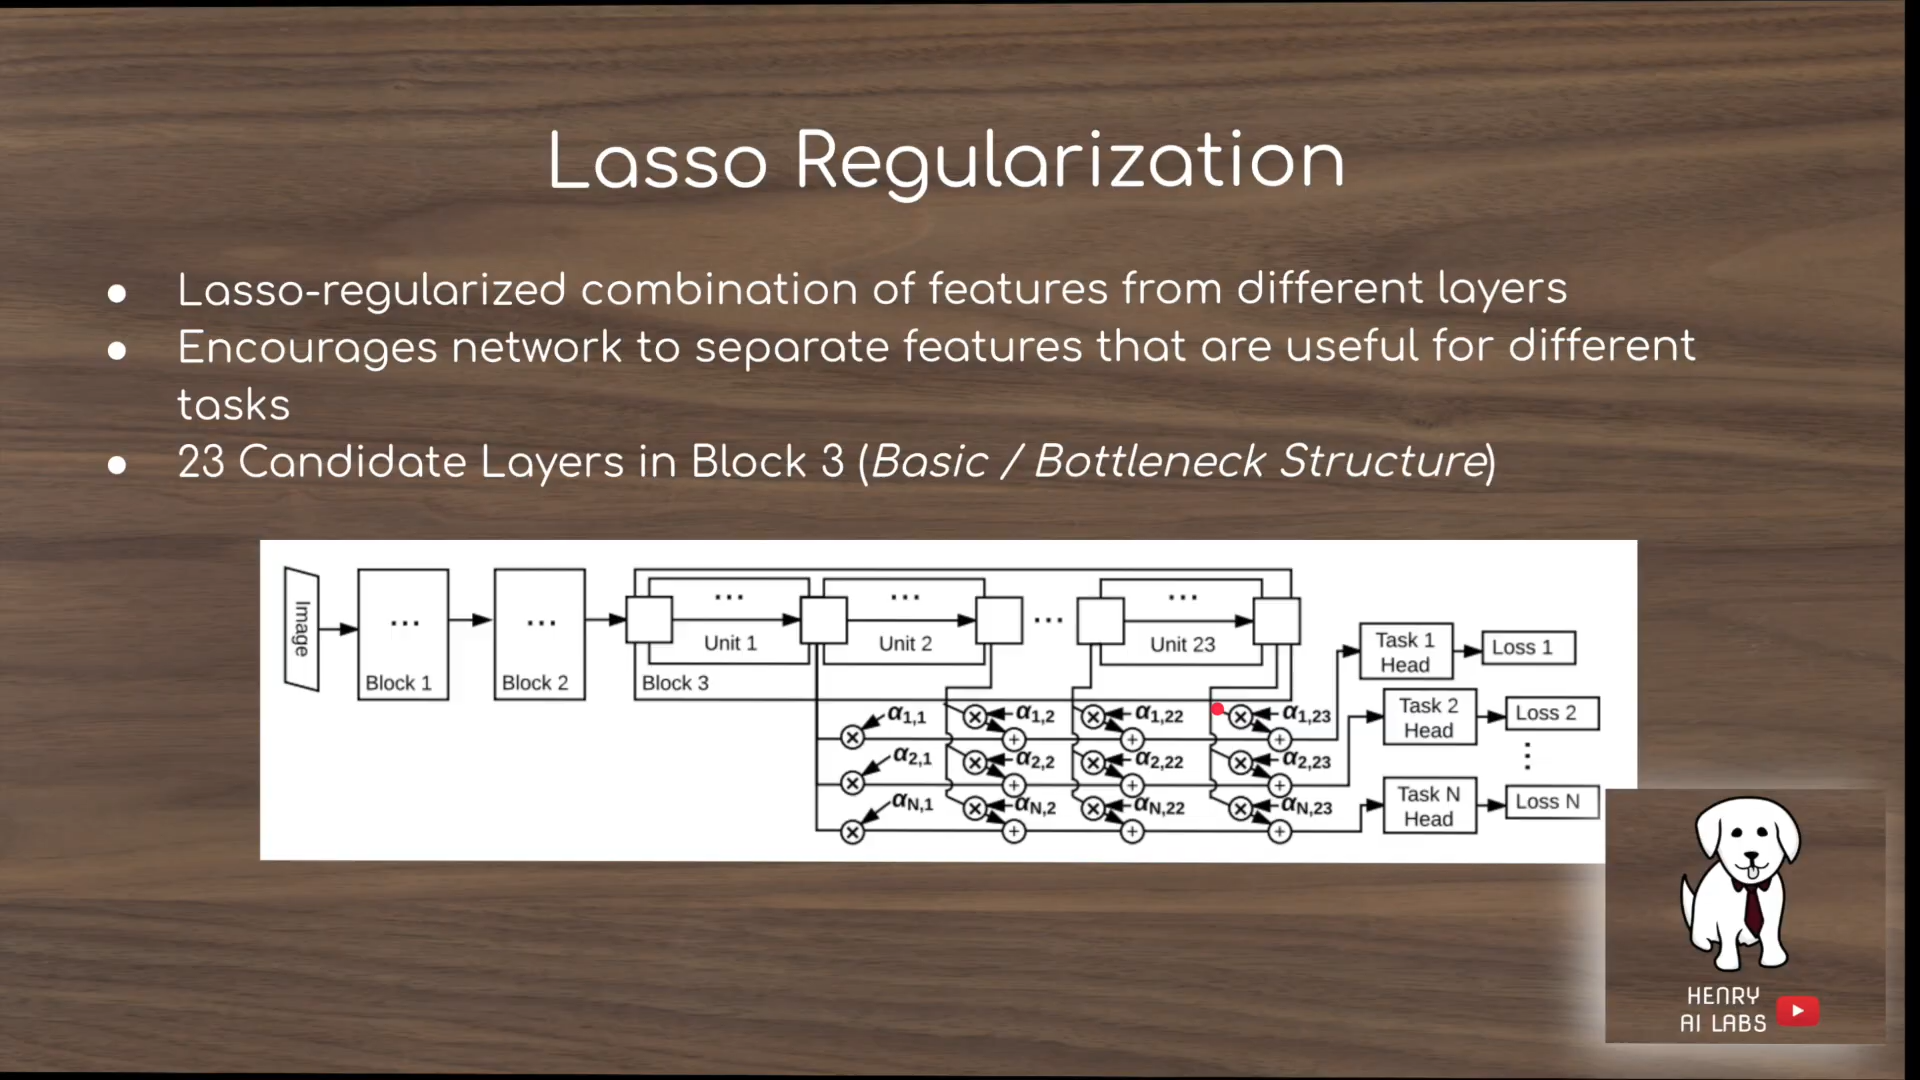 Lasso Regularization
● Lasso-regularized combination of features from different layers
● Encourages network to separate features that are useful for different
tasks
● 23 Candidate Layers in Block 3 (Basic / Bottleneck Structure)
Image
...
Block 1
...
Block 2
...
Unit 1
...
Unit 2
...
...
Unit 23
Block 3
Task 1
Head
Loss 1
Task 2
Head
Loss 2
⋮
Task N
Head
Loss N
α1,1
α1,2
α1,22
α1,23
α2,1
α2,2
α2,22
α2,23
αN,1
αN,2
αN,22
αN,23
HENRY
AI LABS